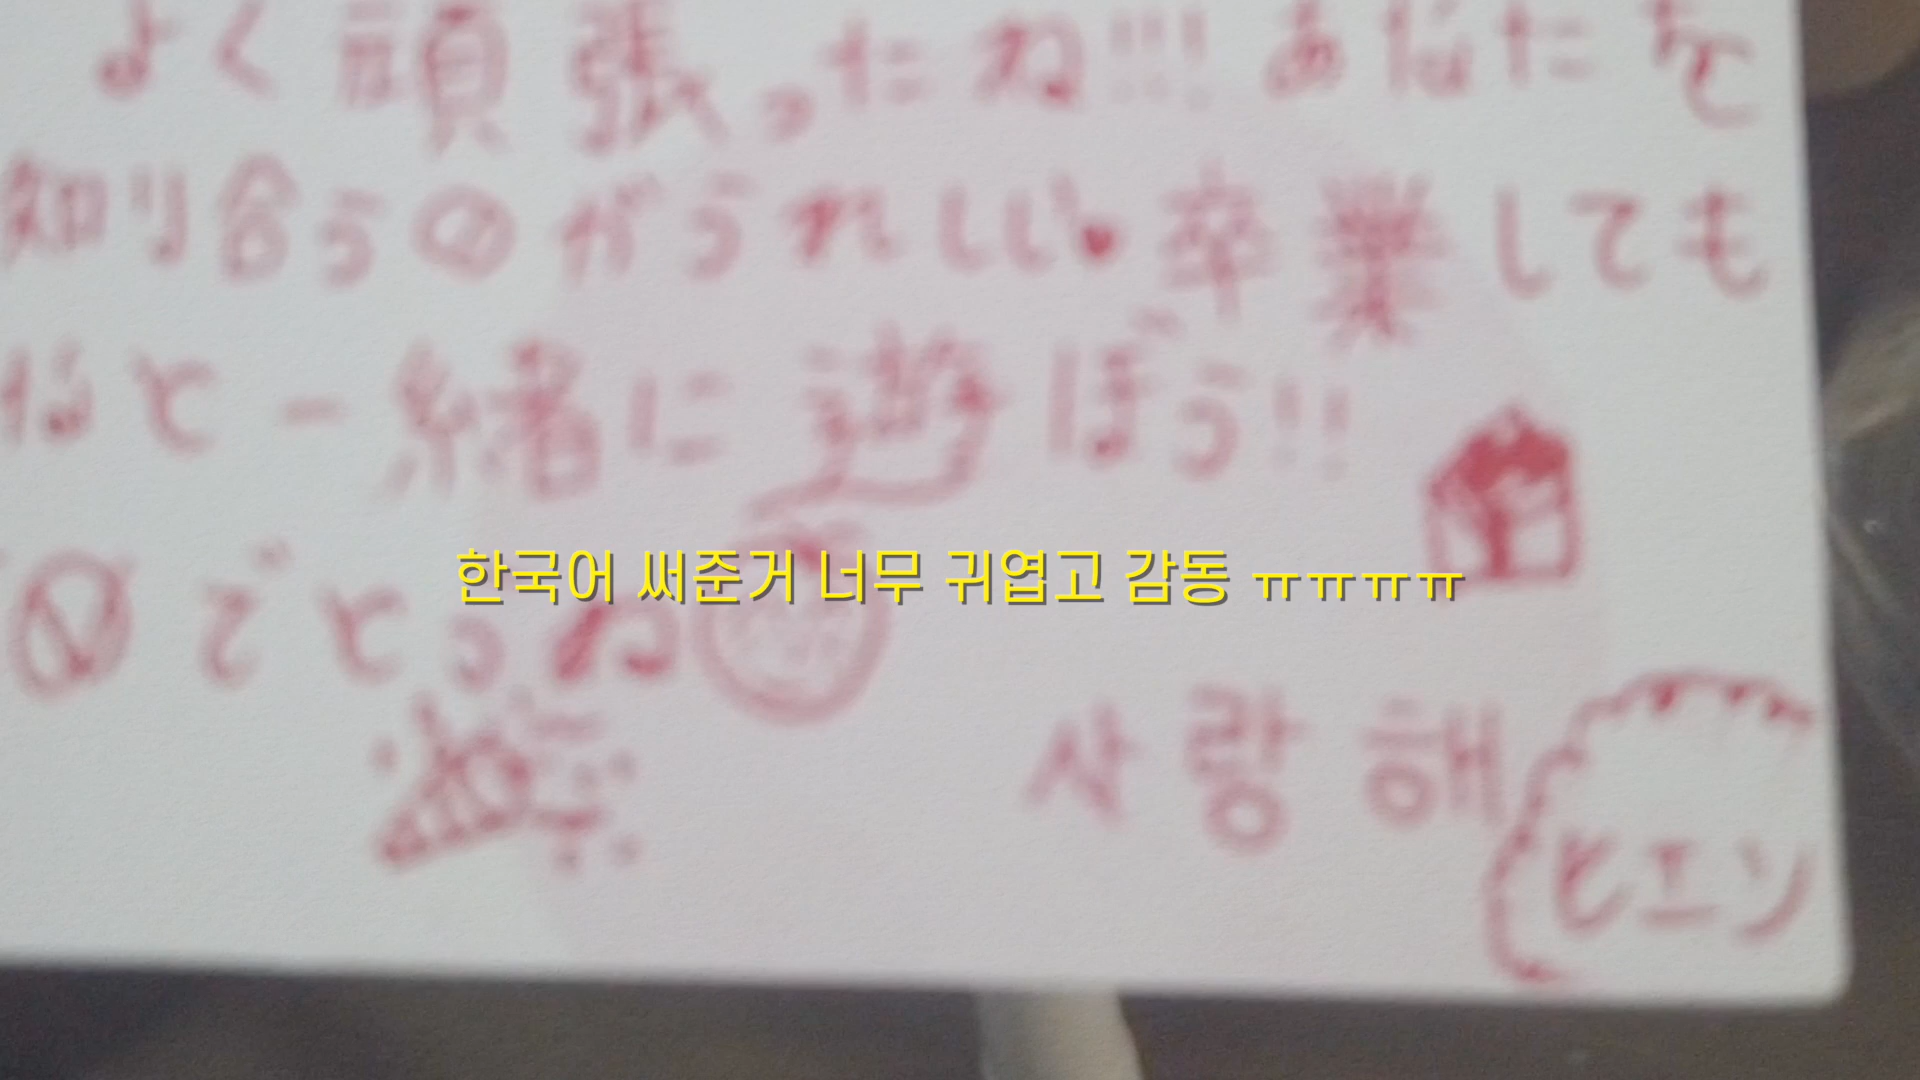 よく頑張ったね!!! あなたと
知り合うのがうれしい。卒業しても
なと一緒に遊ぼう!!
でとうね
한국어 써준거 너무 귀엽고 감동 ㅠㅠㅠㅠ
사랑해
ヒエン